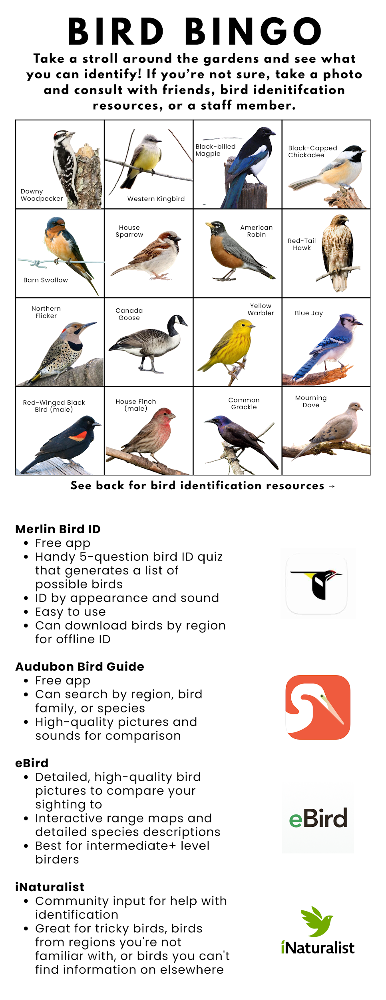 BIRD BINGO
Take a stroll around the gardens and see what
you can identify! If you're not sure, take a photo
and consult with friends, bird idenitifcation
resources, or a staff member.
Downy
Woodpecker
Western Kingbird
Black-billed
Magpie
Black-Capped
Chickadee
Barn Swallow
House
Sparrow
American
Robin
Red-Tail
Hawk
Northern
Flicker
Canada
Goose
Yellow
Warbler
Blue Jay
Red-Winged Black
Bird (male)
House Finch
(male)
Common
Grackle
Mourning
Dove
See back for bird identification resources →
Merlin Bird ID
• Free app
• Handy 5-question bird ID quiz
that generates a list of
possible birds
• ID by appearance and sound
• Easy to use
• Can download birds by region
for offline ID
Audubon Bird Guide
• Free app
• Can search by region, bird
family, or species
• High-quality pictures and
sounds for comparison
eBird
• Detailed, high-quality bird
pictures to compare your
sighting to
• Interactive range maps and
detailed species descriptions
• Best for intermediate+ level
birders
eBird
iNaturalist
• Community input for help with
identification
• Great for tricky birds, birds
from regions you're not
familiar with, or birds you can't
find information on elsewhere
iNaturalist